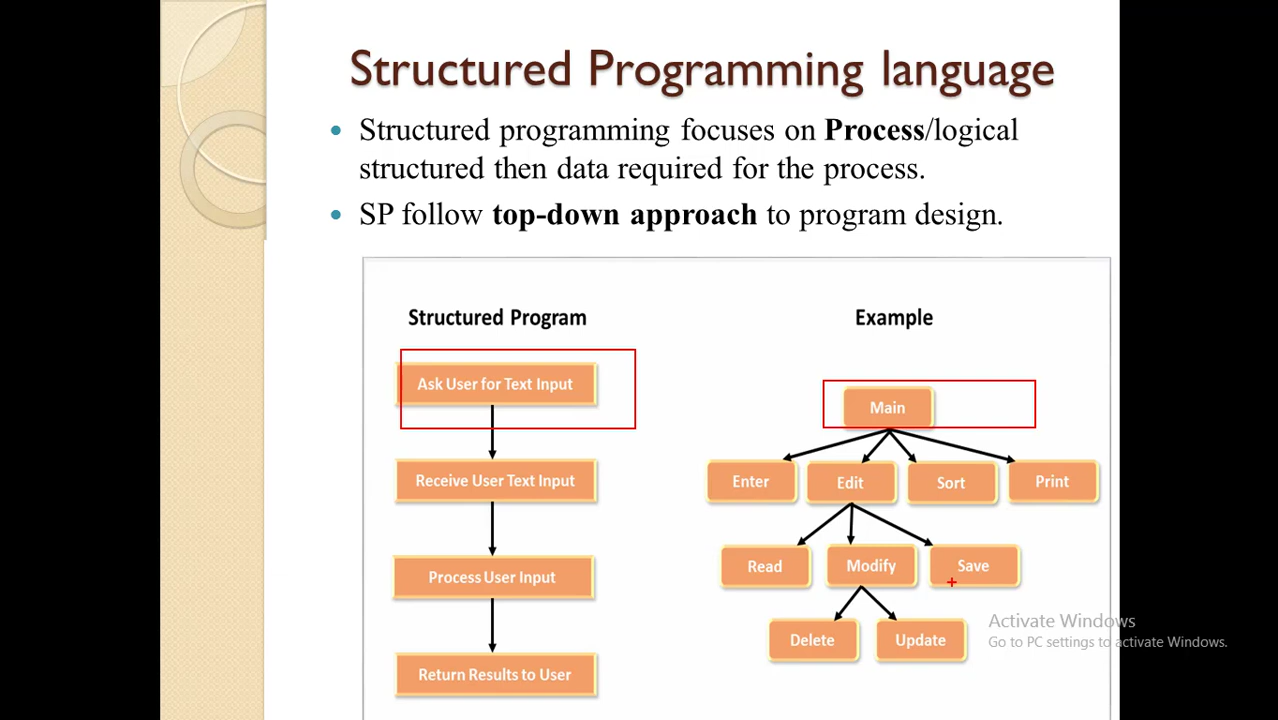 Structured Programming language
• Structured programming focuses on Process/logical
structured then data required for the process.
• SP follow top-down approach to program design.
Structured Program
Ask User for Text Input
Receive User Text Input
Process User Input
Return Results to User
Example
Main
Enter
Edit
Sort
Print
Read
Modify
Save
Delete
Update
Activate Windows
Go to PC settings to activate Windows.